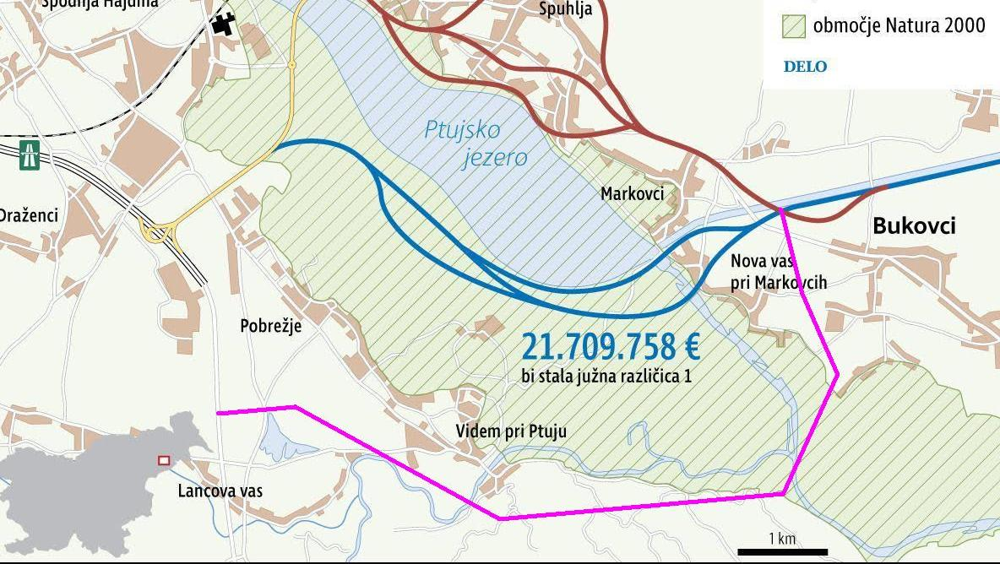 Spodnja Hajdina
Spuhlja
območje Natura 2000
DELO
Ptujsko
jezero
Markovci
Draženci
Bukovci
Nova vas
pri Markovcih
Pobrežje
21.709.758 €
bi stala južna različica 1
Videm pri Ptuju
Lancova vas
1 km